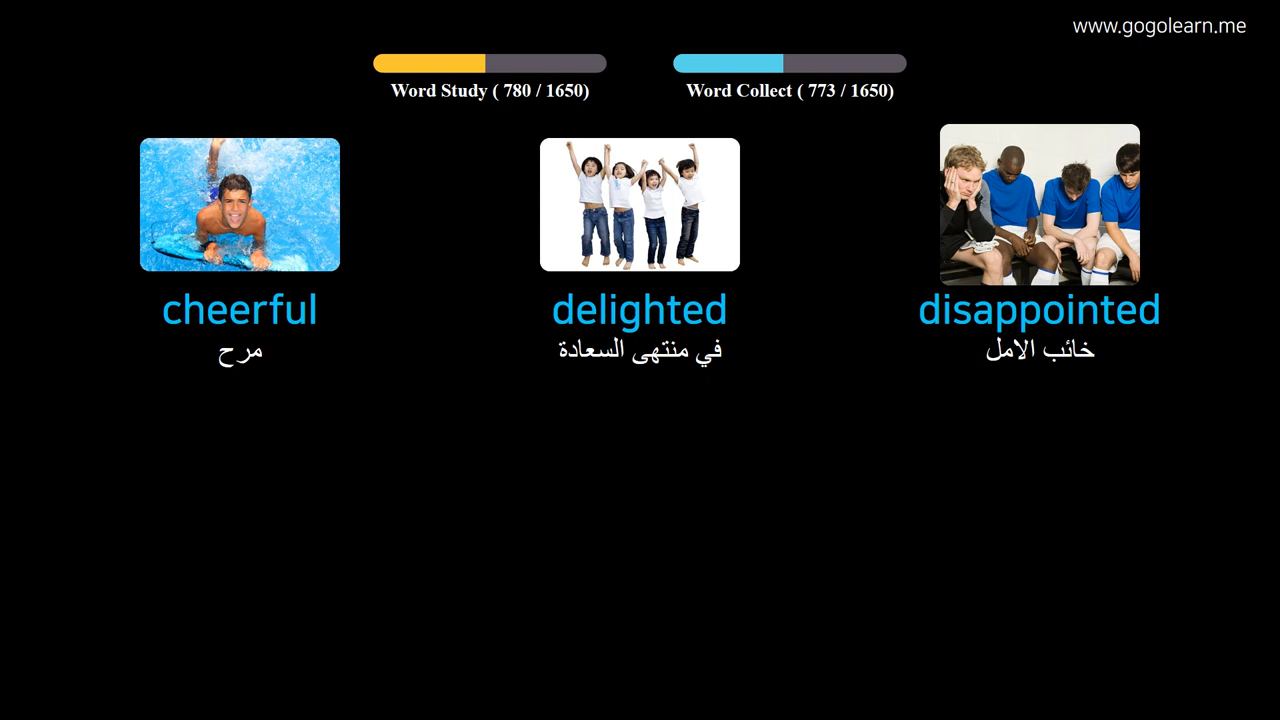 www.gogolearn.me
Word Study ( 780 / 1650)
Word Collect ( 773 / 1650)
cheerful
مرح
delighted
في منتهى السعادة
disappointed
خائب الامل